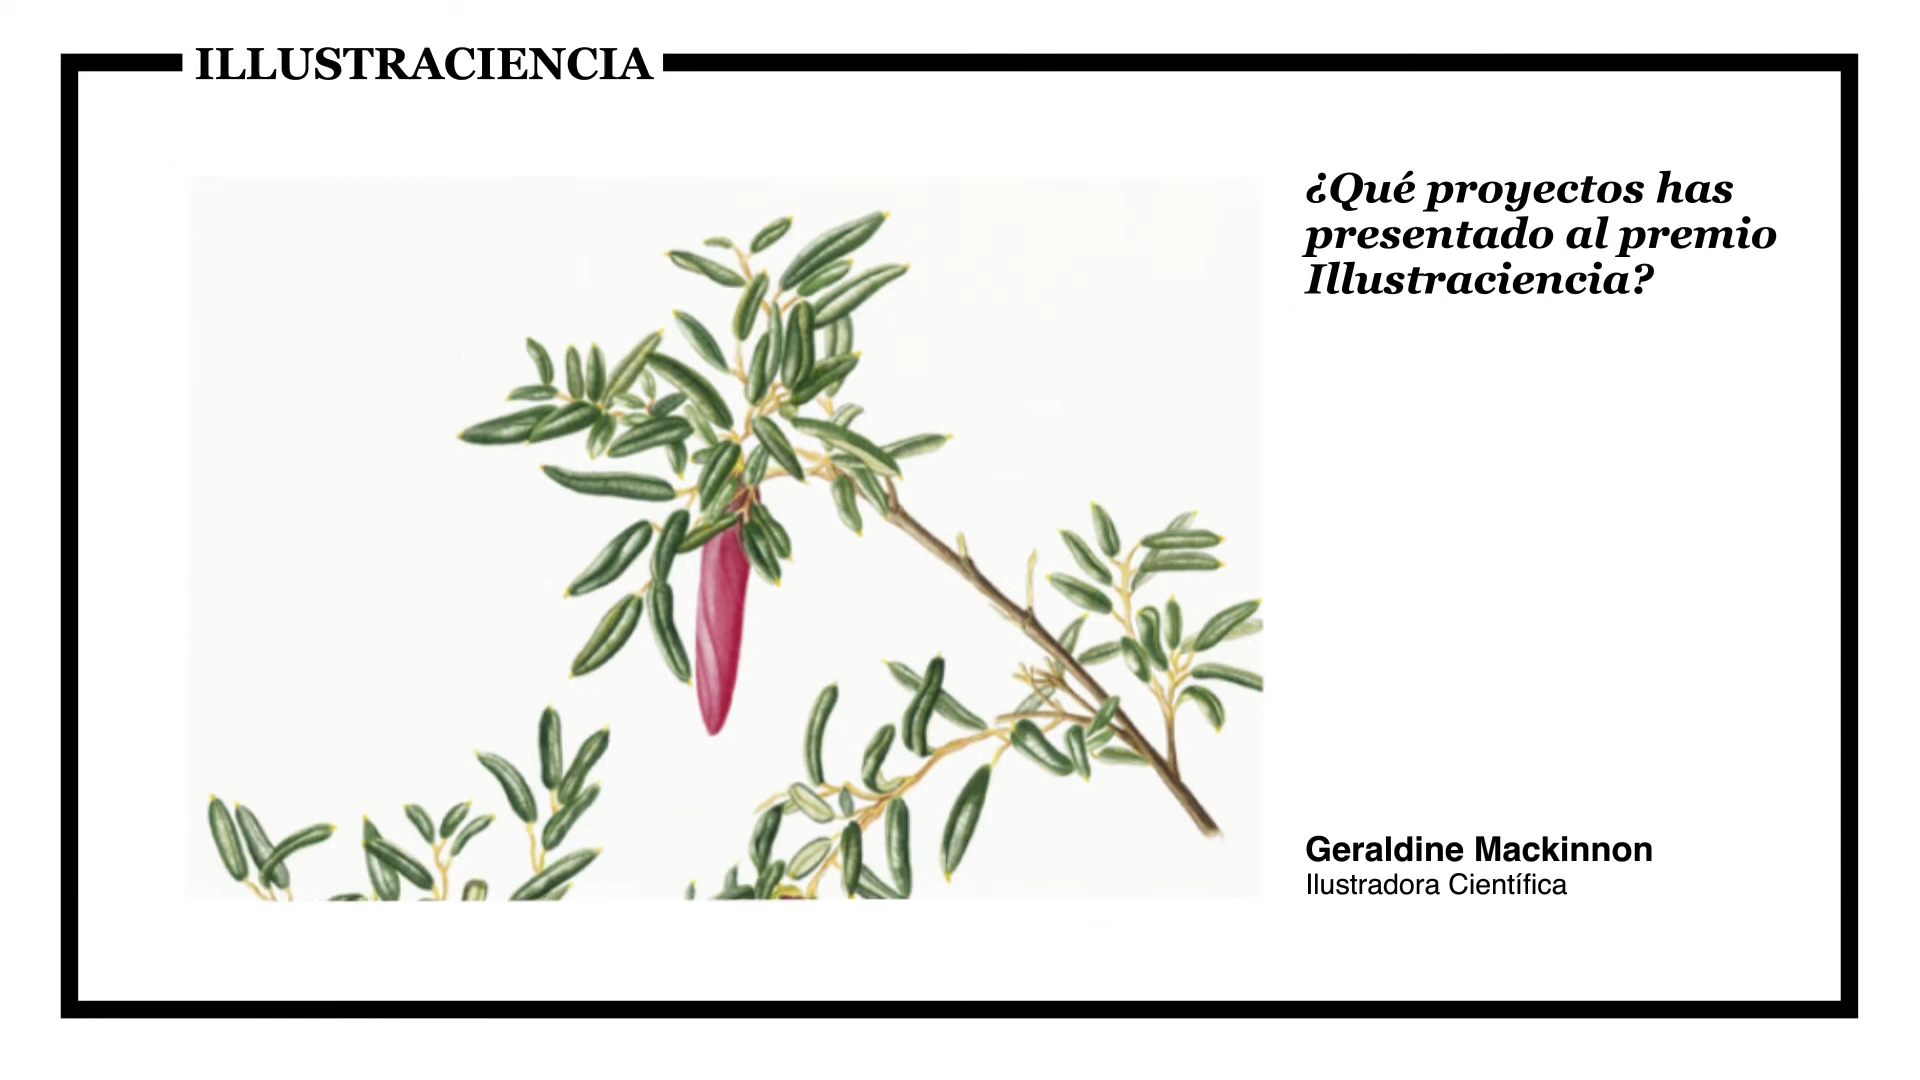 ILLUSTRACIENCIA
¿Qué proyectos has
presentado al premio
Illustraciencia?
Geraldine Mackinnon
Ilustradora Científica